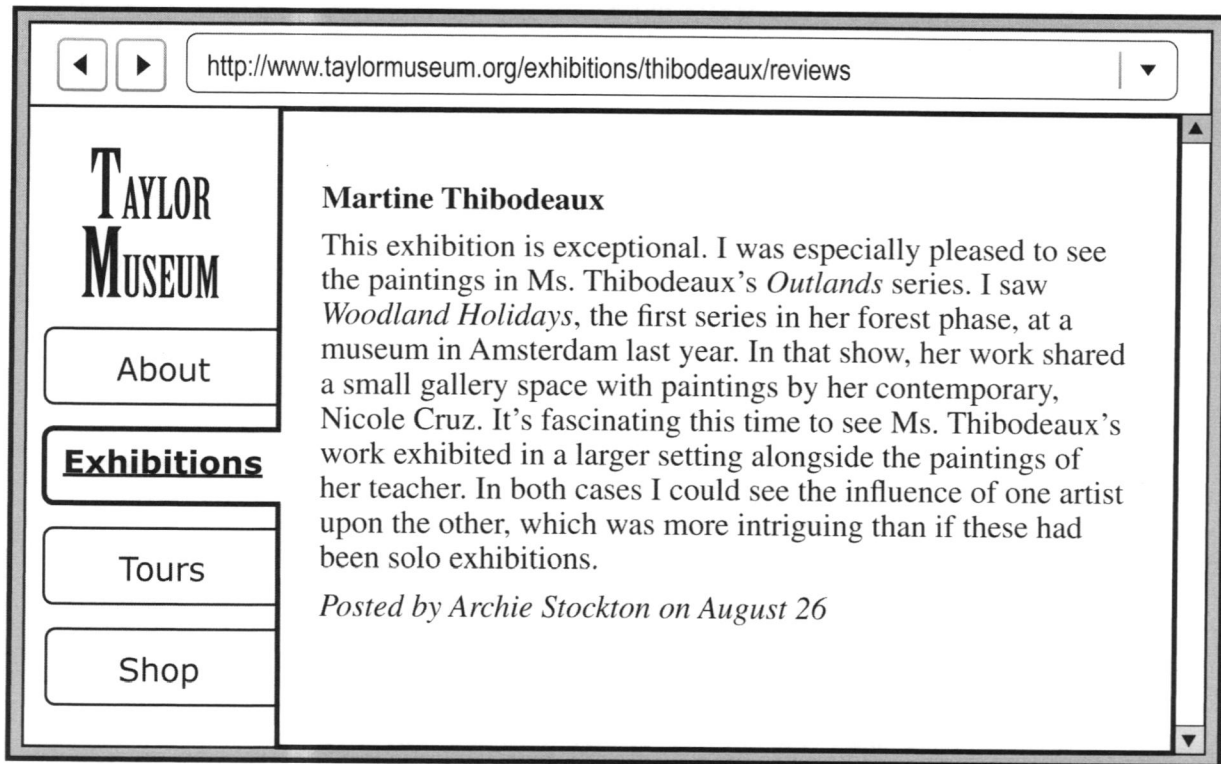 http://www.taylormuseum.org/exhibitions/thibodeaux/reviews
TAYLOR
MUSEUM
About
Exhibitions
Tours
Shop
Martine Thibodeaux
This exhibition is exceptional. I was especially pleased to see
the paintings in Ms. Thibodeaux's Outlands series. I saw
Woodland Holidays, the first series in her forest phase, at a
museum in Amsterdam last year. In that show, her work shared
a small gallery space with paintings by her contemporary,
Nicole Cruz. It's fascinating this time to see Ms. Thibodeaux's
work exhibited in a larger setting alongside the paintings of
her teacher. In both cases I could see the influence of one artist
upon the other, which was more intriguing than if these had
been solo exhibitions.
Posted by Archie Stockton on August 26